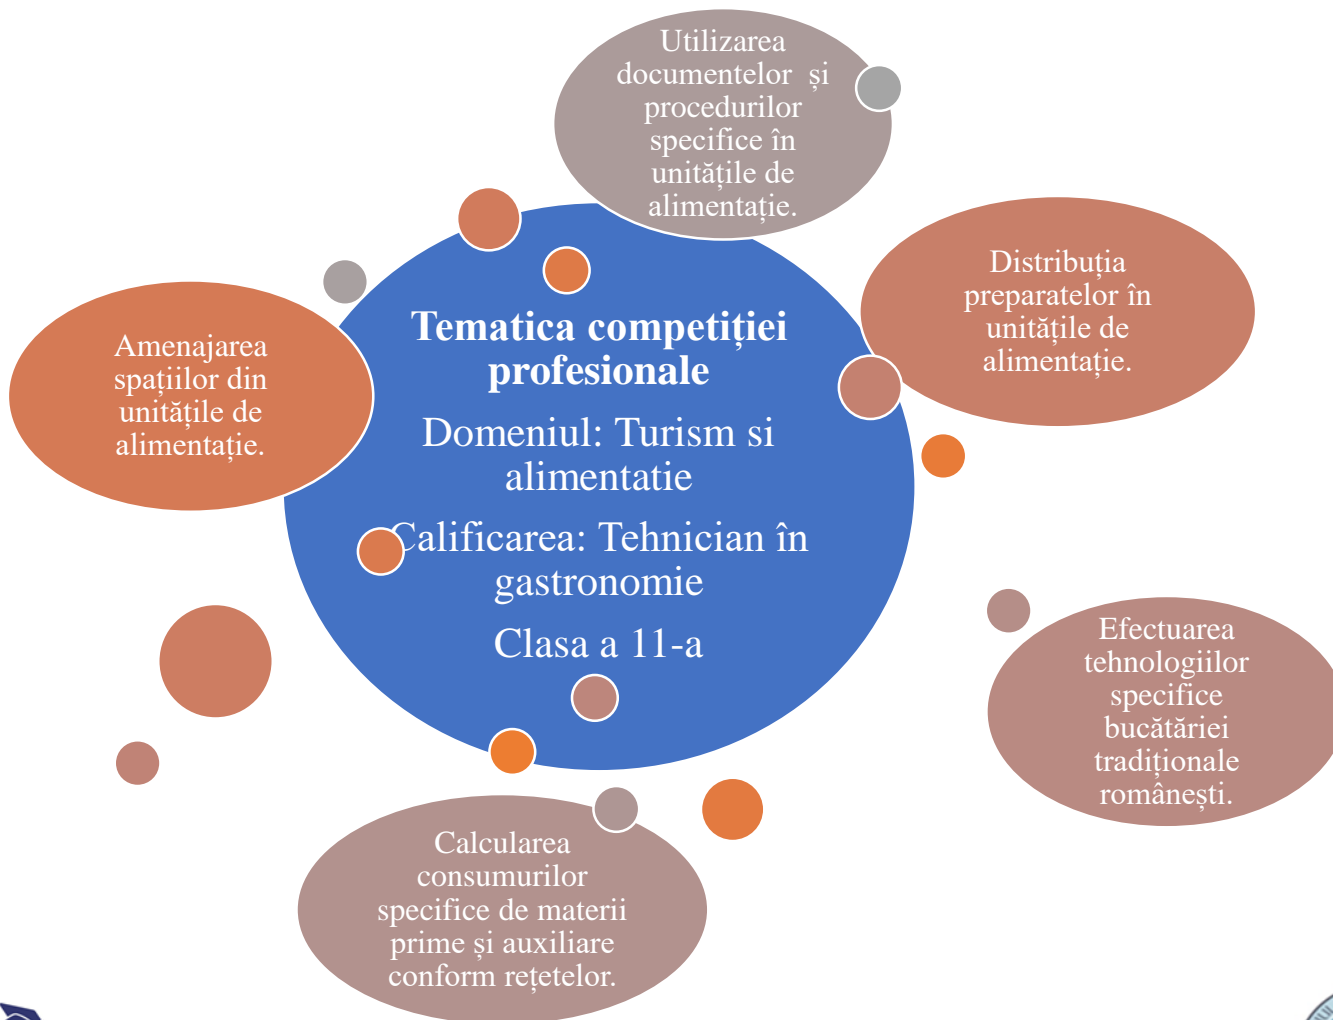 Utilizarea
documentelor și
procedurilor
specifice în
unitățile de
alimentație.
Distribuția
preparatelor în
unitățile de
alimentație.
Amenajarea
spațiilor din
unitățile de
alimentație.
Tematica competiției
profesionale
Domeniul: Turism si
alimentatie
Calificarea: Tehnician în
gastronomie
Clasa a 11-a
Efectuarea
tehnologiilor
specifice
bucătăriei
tradiționale
românești.
Calcularea
consumurilor
specifice de materii
prime și auxiliare
conform rețetelor.